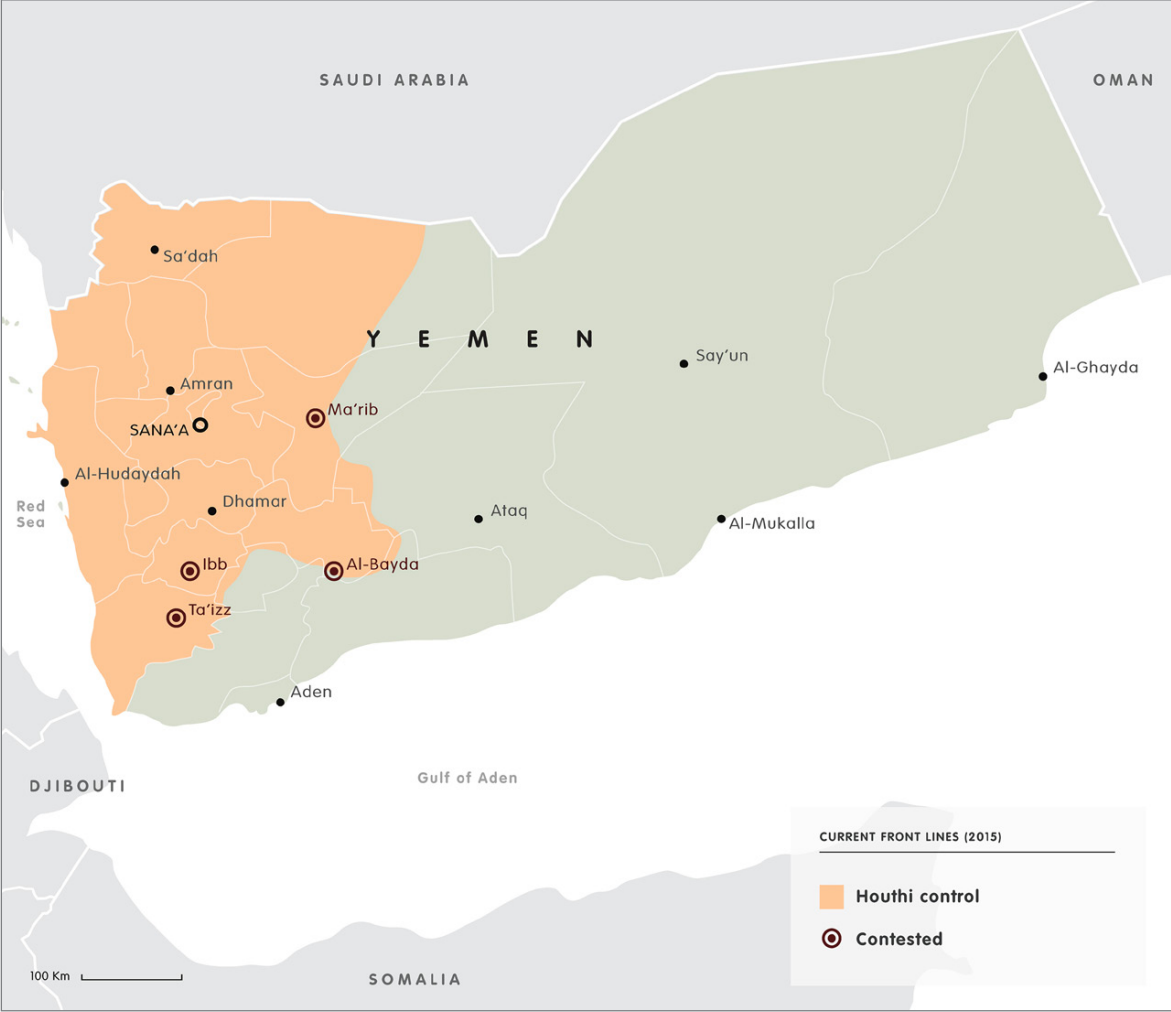 SAUDI ARABIA
OMAN
Sa‘dah
Y E M E N
Say’un
Al-Ghayda
Amran
Ma‘rib
SANA’A
Al-Hudaydah
Dhamar
Ataq
Red
Sea
Al-Mukalla
Ibb
Al-Bayda
Ta‘izz
Aden
Gulf of Aden
DJIBOUTI
CURRENT FRONT LINES (2015)
Houthi control
Contested
100 Km
SOMALIA